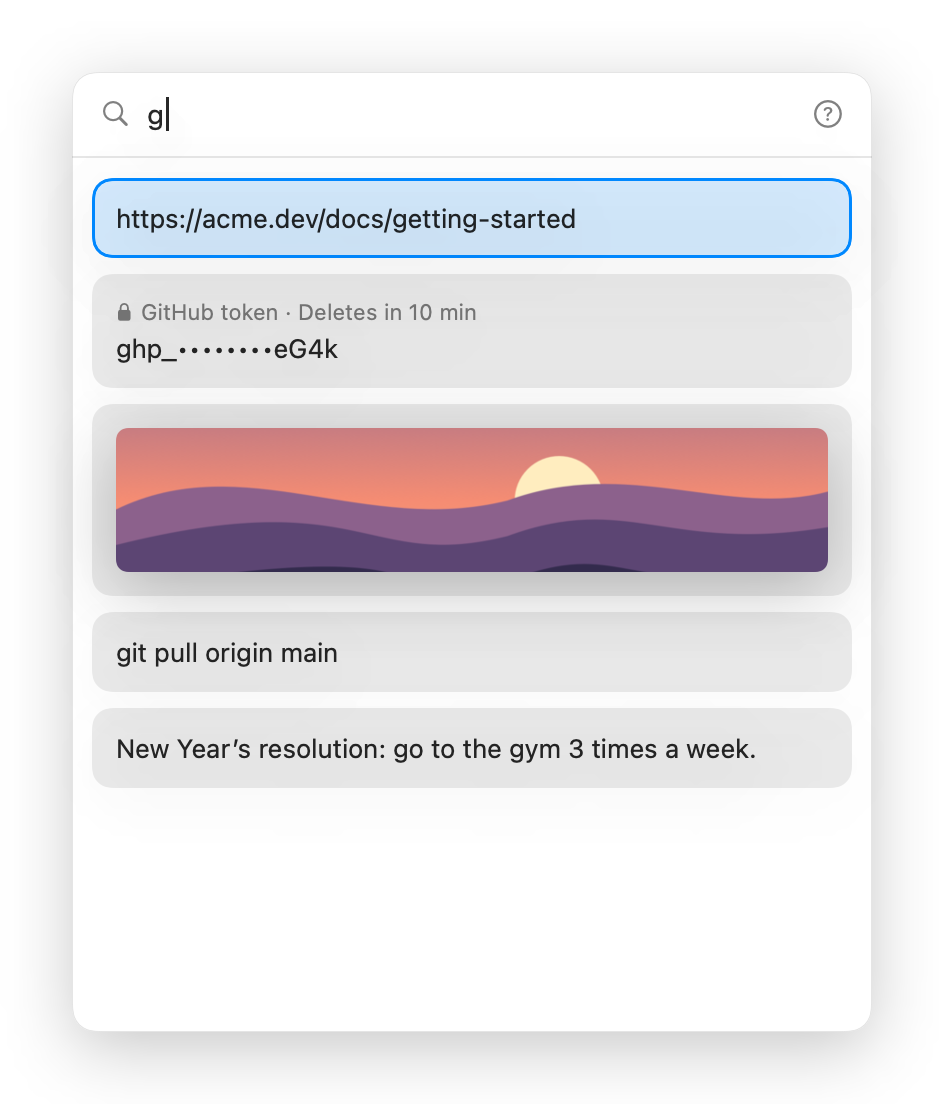 g
?
https://acme.dev/docs/getting-started
GitHub token · Deletes in 10 min
ghp_••••••••eG4k
git pull origin main
New Year’s resolution: go to the gym 3 times a week.